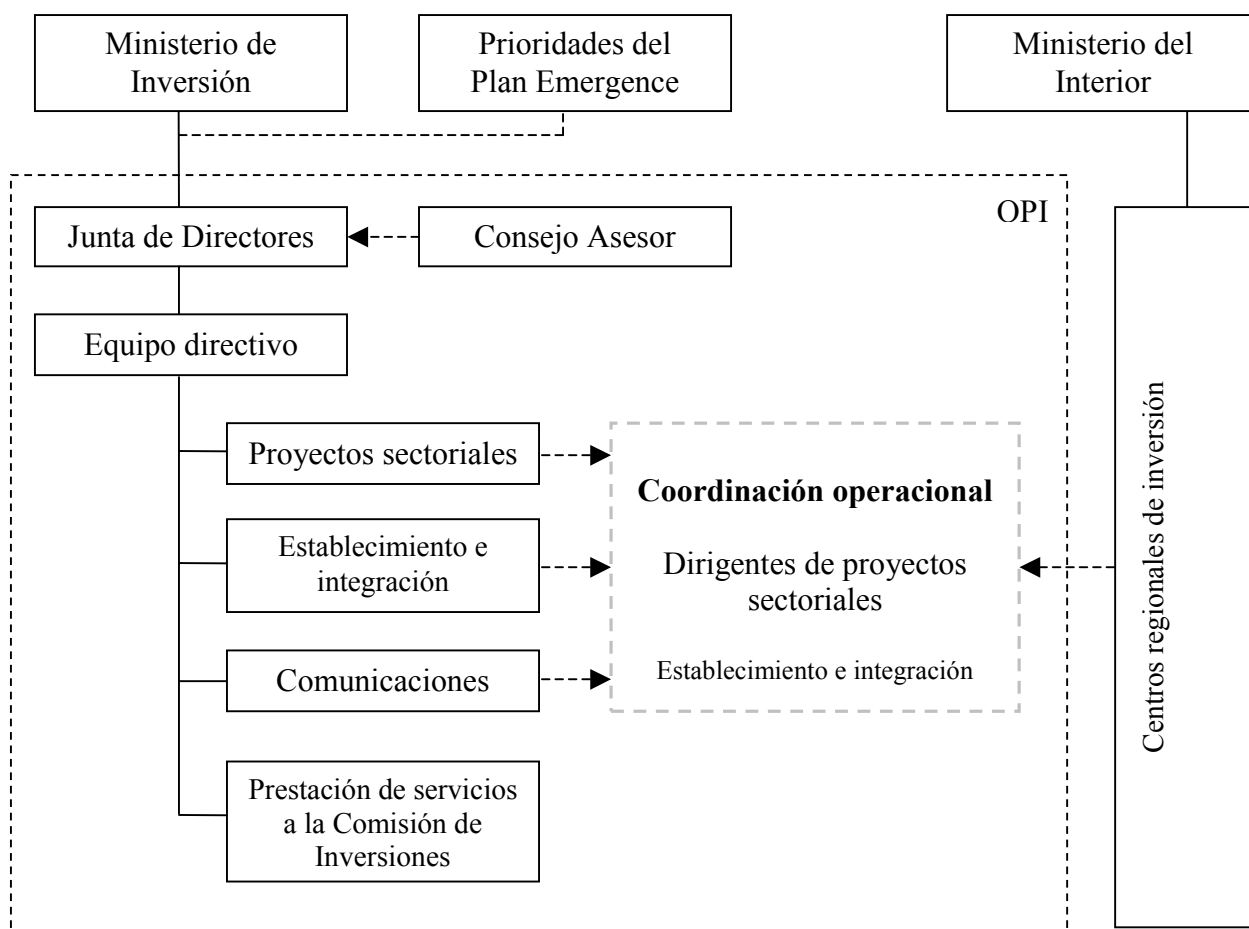 Ministerio de
Inversión
Prioridades del
Plan Emergence
Ministerio del
Interior
OPI
Junta de Directores
Consejo Asesor
Equipo directivo
Proyectos sectoriales
Establecimiento e
integración
Comunicaciones
Prestación de servicios
a la Comisión de
Inversiones
Coordinación operacional
Dirigentes de proyectos
sectoriales
Establecimiento e integración
Centros regionales de inversión